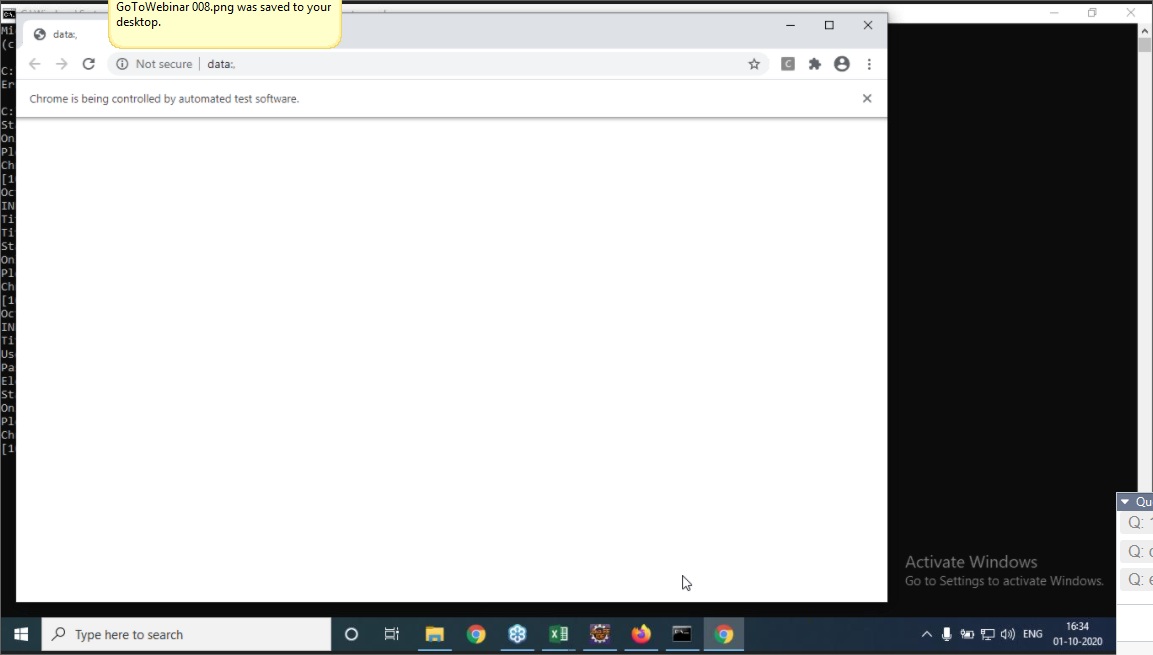 GoToWebinar 008.png was saved to your
desktop.
data:,
Not secure
data:,
Chrome is being controlled by automated test software.
C:
Er
C:
St
On
Pl
Ch
[1
Oc
IN
Ti
Ti
St
On
Pl
Ch
[1
Oc
IN
Ti
Us
Pa
El
St
On
Pl
Ch
[1
Activate Windows
Go to Settings to activate Windows.
Qu
Q: 1
Q: c
Q: e
Type here to search
ENG
16:34
01-10-2020